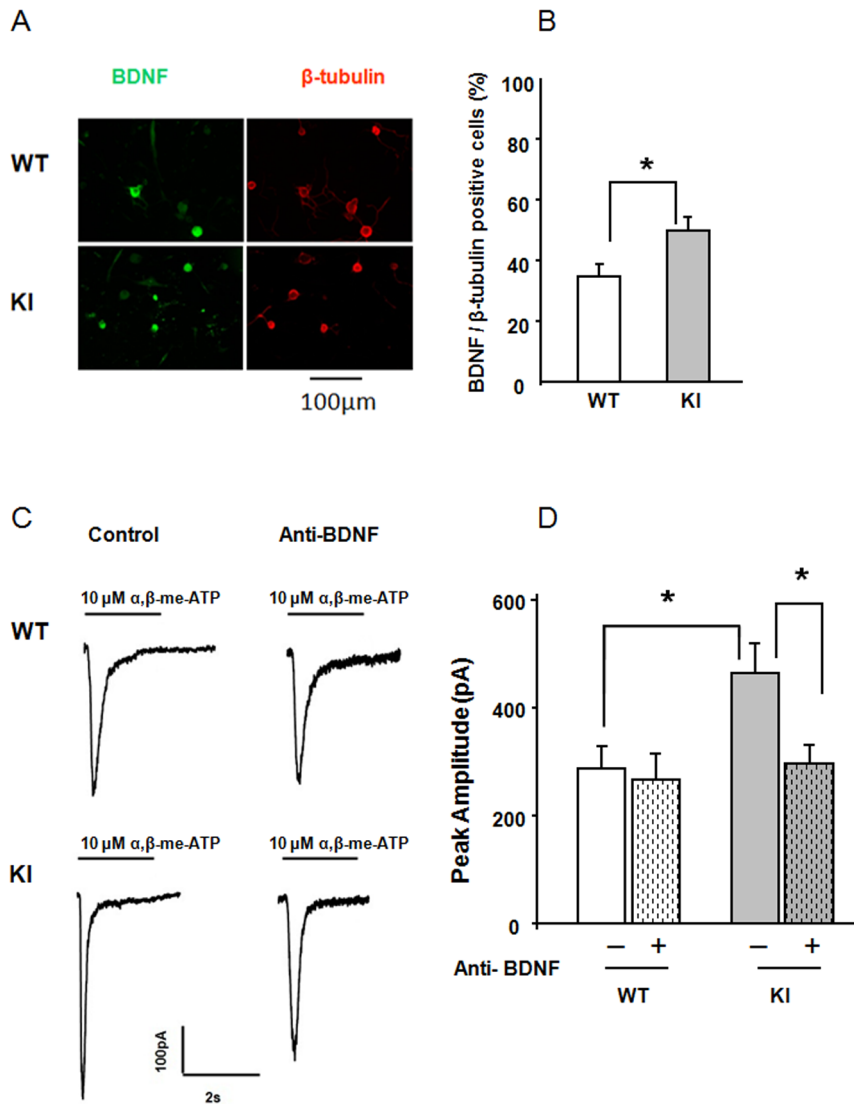 A
BDNF
β-tubulin
WT
KI
100µm
B
BDNF / β-tubulin positive cells (%)
100
80
60
40
20
0
*
WT
KI
C
Control
Anti-BDNF
10 µM α,β-me-ATP
10 µM α,β-me-ATP
WT
10 µM α,β-me-ATP
10 µM α,β-me-ATP
KI
100pA
2s
D
Peak Amplitude (pA)
600
400
200
0
*
*
– + – +
Anti- BDNF
WT
KI